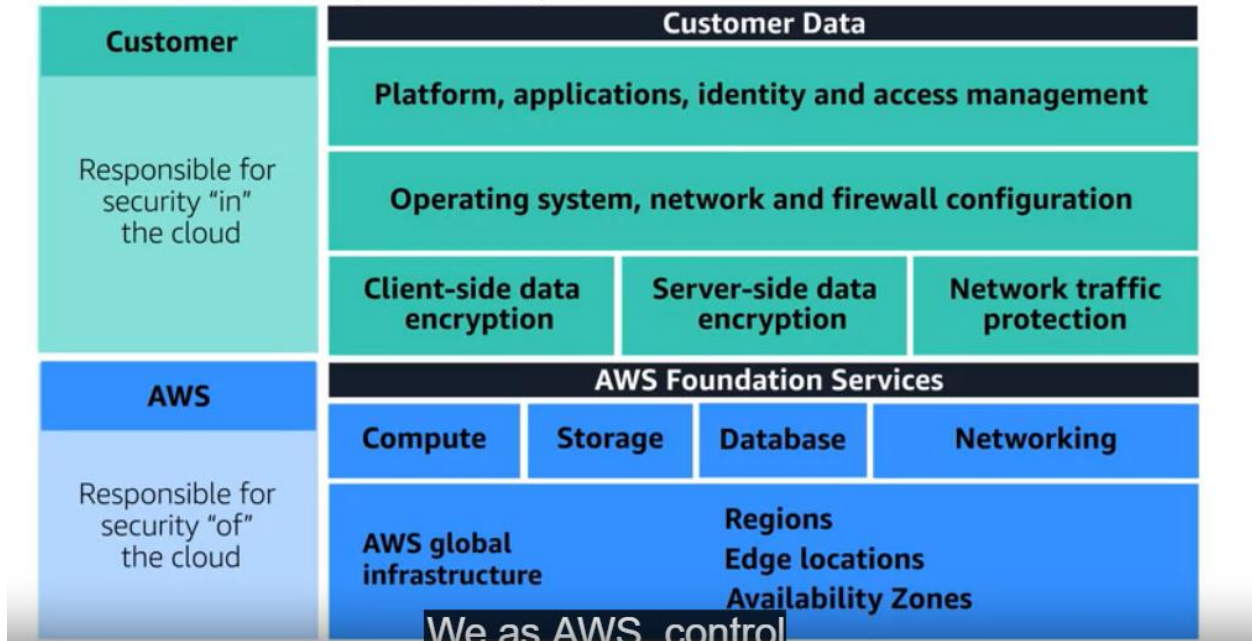 Customer
Responsible for
security “in”
the cloud
Customer Data
Platform, applications, identity and access management
Operating system, network and firewall configuration
Client-side data
encryption
Server-side data
encryption
Network traffic
protection
AWS
Responsible for
security “of”
the cloud
AWS Foundation Services
Compute
Storage
Database
Networking
AWS global
infrastructure
Regions
Edge locations
Availability Zones
We as AWS, control